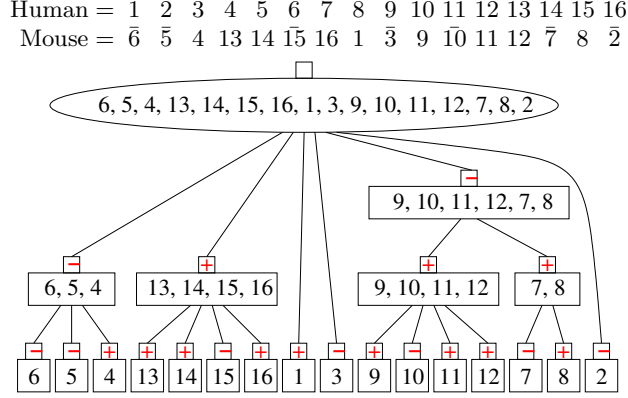 Human = 1 2 3 4 5 6 7 8 9 10 11 12 13 14 15 16
Mouse = 6̄ 5̄ 4 13 14 1̄5̄ 16 1 3̄ 9 1̄0̄ 11 12 7̄ 8 2̄
6, 5, 4, 13, 14, 15, 16, 1, 3, 9, 10, 11, 12, 7, 8, 2
−
9, 10, 11, 12, 7, 8
− + + +
6, 5, 4 13, 14, 15, 16 9, 10, 11, 12 7, 8
− − + + + − + + − + − + + − + −
6 5 4 13 14 15 16 1 3 9 10 11 12 7 8 2